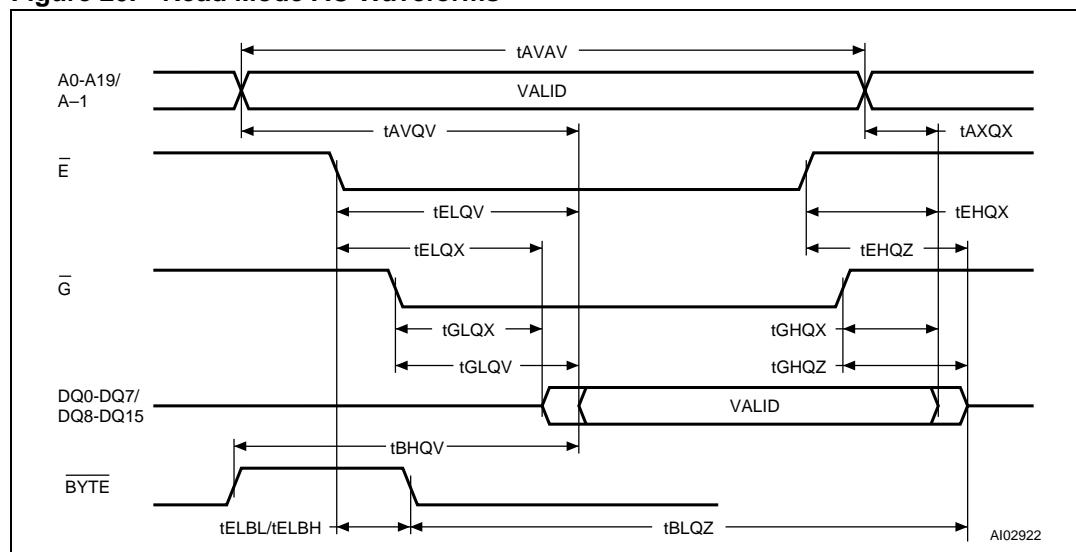 Figure 20. Read Mode AC Waveforms
tAVAV
A0-A19/
A–1
VALID
tAVQV
tAXQX
E
tELQV
tEHQX
tELQX
tEHQZ
G
tGLQX
tGHQX
tGLQV
tGHQZ
DQ0-DQ7/
DQ8-DQ15
VALID
tBHQV
BYTE
tELBL/tELBH
tBLQZ
AI02922